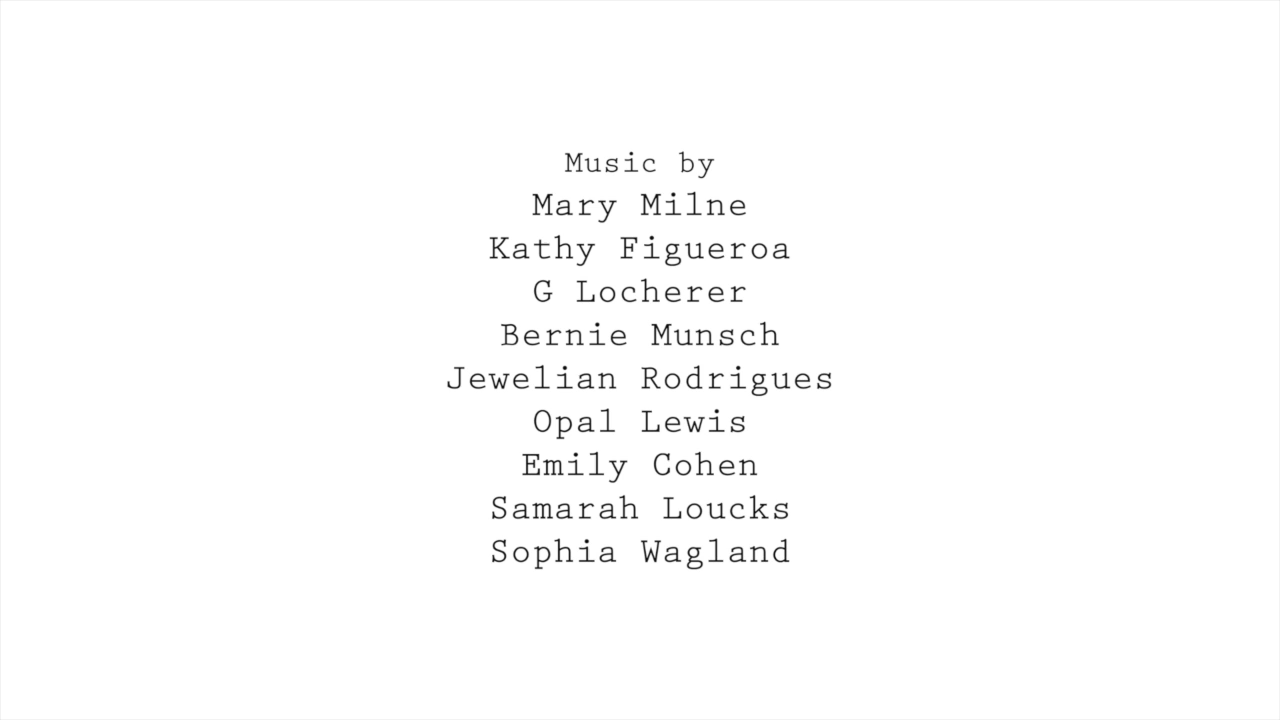 Music by
Mary Milne
Kathy Figueroa
G Locherer
Bernie Munsch
Jewelian Rodrigues
Opal Lewis
Emily Cohen
Samarah Loucks
Sophia Wagland